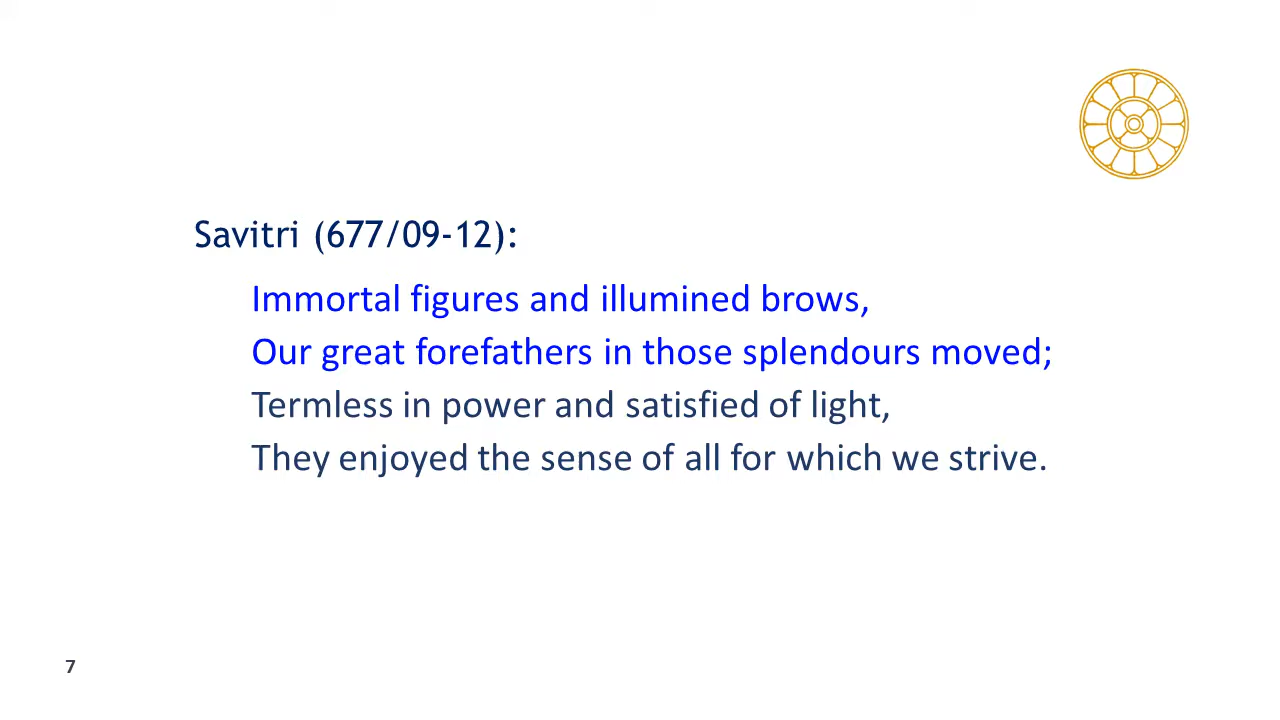 Savitri (677/09-12):
Immortal figures and illumined brows,
Our great forefathers in those splendours moved;
Termless in power and satisfied of light,
They enjoyed the sense of all for which we strive.
7